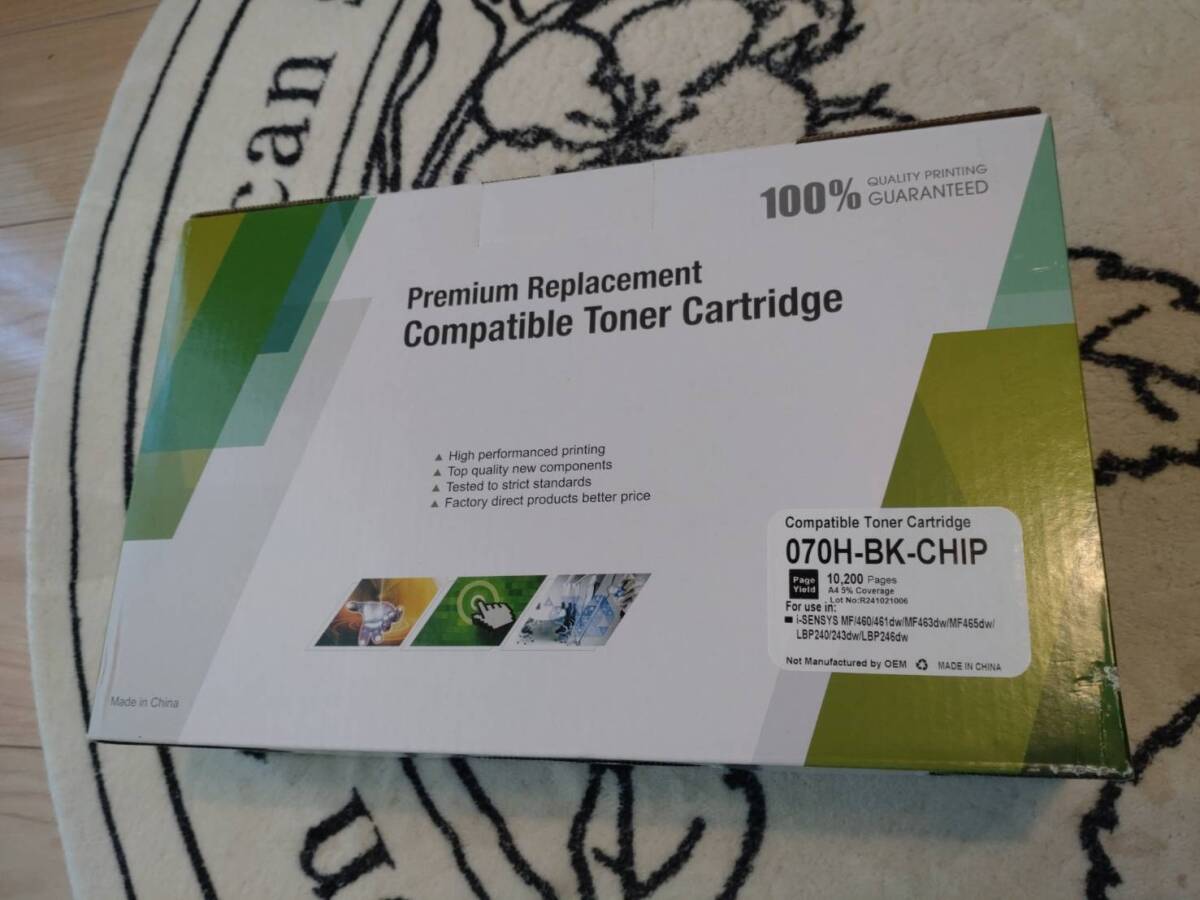 can
100% QUALITY PRINTING
GUARANTEED
Premium Replacement
Compatible Toner Cartridge
▲ High performanced printing
▲ Top quality new components
▲ Tested to strict standards
▲ Factory direct products better price
Compatible Toner Cartridge
070H-BK-CHIP
Page Yield 10,200 Pages
A4 5% Coverage
Lot No:R241021006
For use in:
■ i-SENSYS MF/460/461dw/MF463dw/MF465dw/
LBP240/243dw/LBP246dw
Not Manufactured by OEM ♻ MADE IN CHINA
Made in China